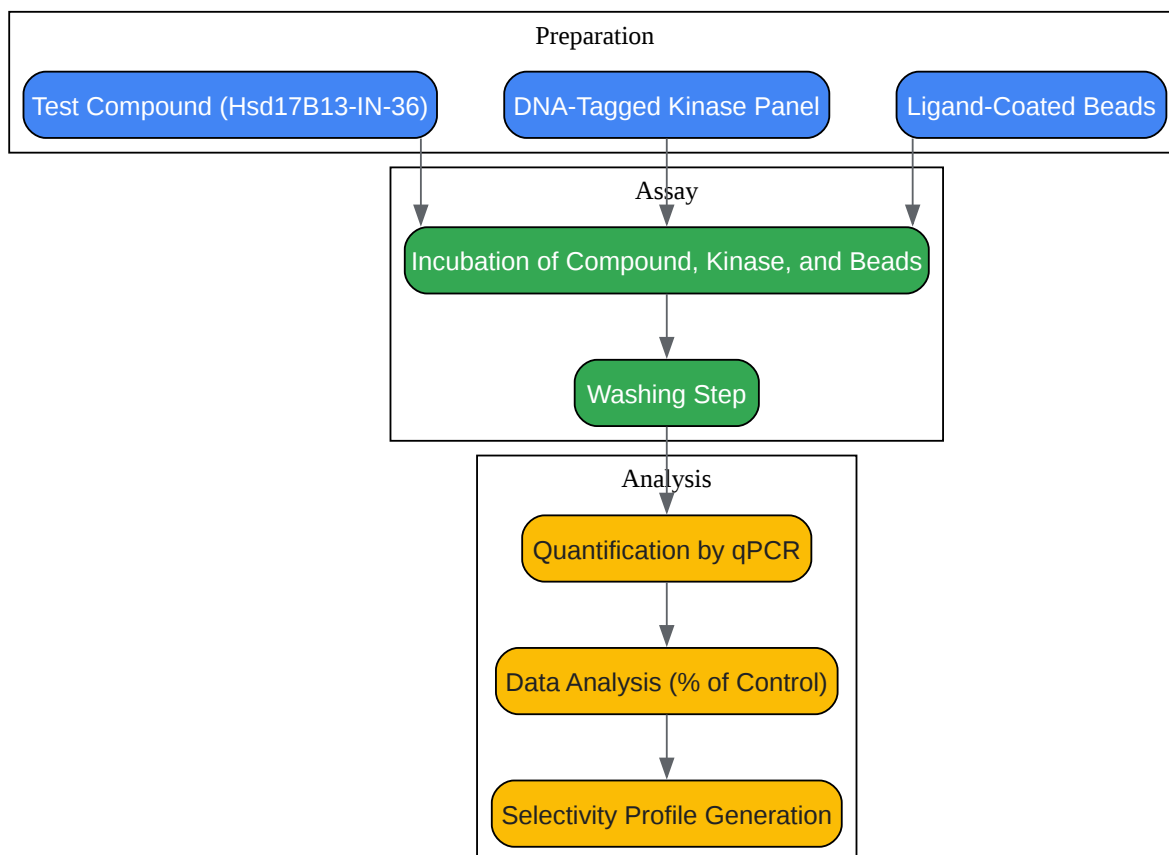 Preparation
Test Compound (Hsd17B13-IN-36)
DNA-Tagged Kinase Panel
Ligand-Coated Beads
Assay
Incubation of Compound, Kinase, and Beads
Washing Step
Analysis
Quantification by qPCR
Data Analysis (% of Control)
Selectivity Profile Generation